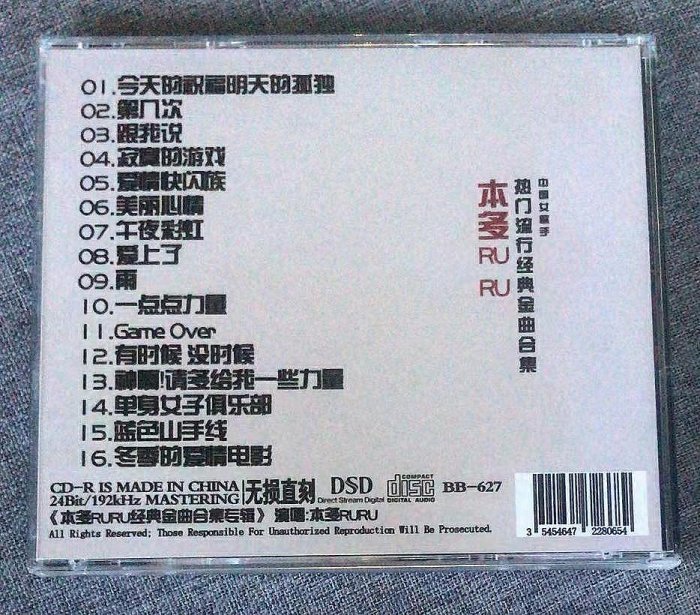 01.今天的祝福明天的孤独
02.第几次
03.跟我说
04.寂寞的游戏
05.爱情快闪族
06.美丽心情
07.午夜彩虹
08.爱上了
09.雨
10.一点点力量
11.Game Over
12.有时候 没时候
13.神啊!请多给我一些力量
14.单身女子俱乐部
15.蓝色山手线
16.冬季的爱情电影
中国女歌手
热门流行经典金曲合集
本多RU RU
CD-R IS MADE IN CHINA
24Bit/192kHz MASTERING
无损直刻
DSD
Direct Stream Digital
COMPACT
disc
DIGITAL AUDIO
BB-627
《本多RURU经典金曲合集专辑》 演唱:本多RURU
All Rights Reserved; Those Responsible For Unauthorized Reproduction Will Be Prosecuted.
3 5454647 2280654